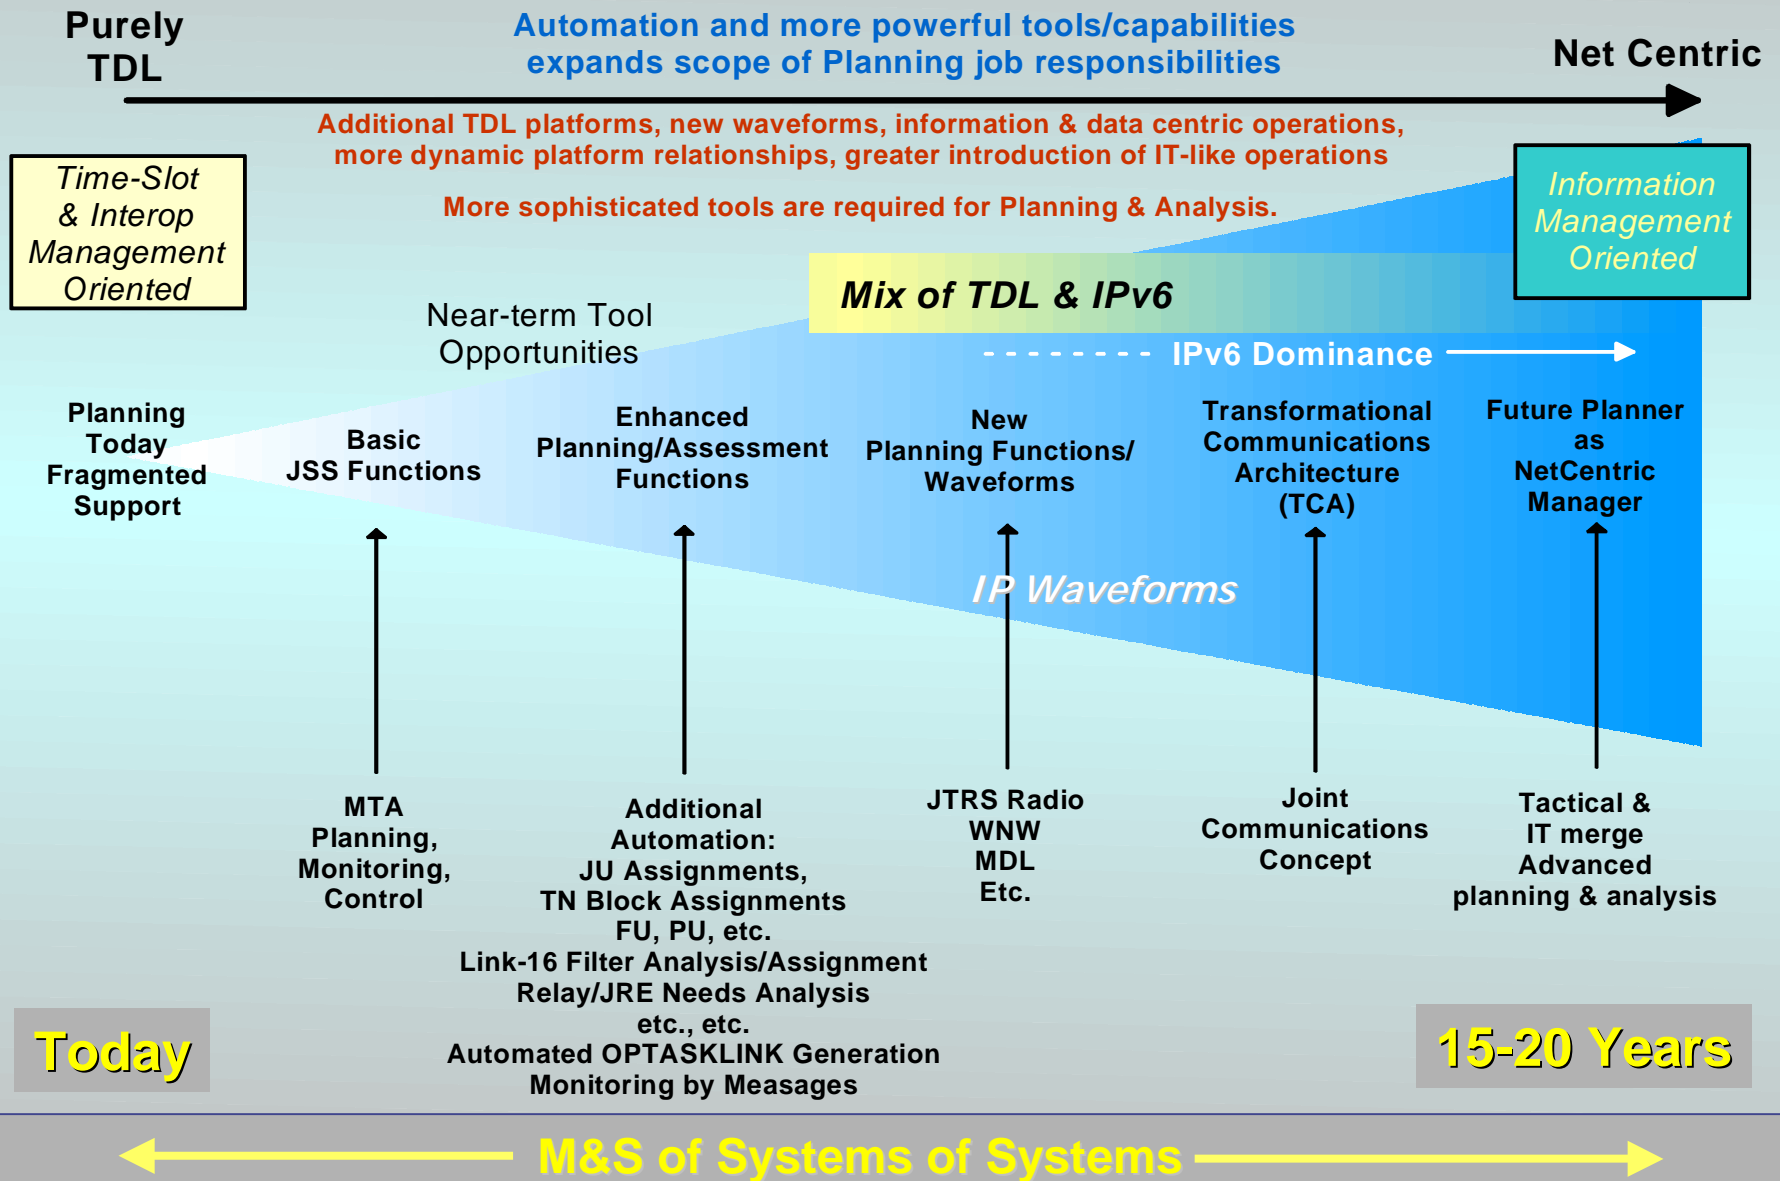 Purely
TDL
Automation and more powerful tools/capabilities
expands scope of Planning job responsibilities
Net Centric
Additional TDL platforms, new waveforms, information & data centric operations,
more dynamic platform relationships, greater introduction of IT-like operations
More sophisticated tools are required for Planning & Analysis.
Time-Slot
& Interop
Management
Oriented
Information
Management
Oriented
Near-term Tool
Opportunities
Mix of TDL & IPv6
IPv6 Dominance
Planning
Today
Fragmented
Support
Basic
JSS Functions
Enhanced
Planning/Assessment
Functions
New
Planning Functions/
Waveforms
Transformational
Communications
Architecture
(TCA)
Future Planner
as
NetCentric
Manager
IP Waveforms
MTA
Planning,
Monitoring,
Control
Additional
Automation:
JU Assignments,
TN Block Assignments
FU, PU, etc.
Link-16 Filter Analysis/Assignment
Relay/JRE Needs Analysis
etc., etc.
Automated OPTASKLINK Generation
Monitoring by Measages
JTRS Radio
WNW
MDL
Etc.
Joint
Communications
Concept
Tactical &
IT merge
Advanced
planning & analysis
Today
15-20 Years
M&S of Systems of Systems